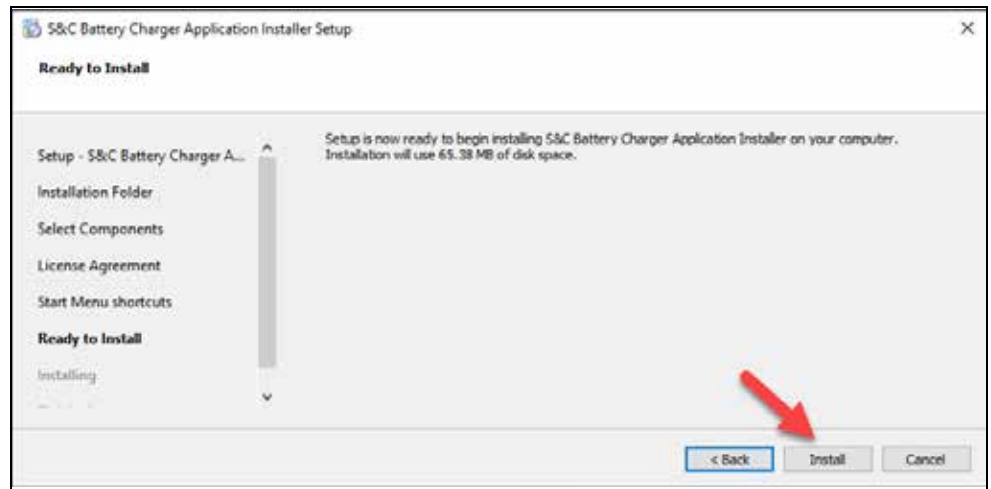 S&C Battery Charger Application Installer Setup
Ready to Install
Setup is now ready to begin installing S&C Battery Charger Application Installer on your computer.
Installation will use 65.38 MB of disk space.
Setup - S&C Battery Charger A...
Installation Folder
Select Components
License Agreement
Start Menu shortcuts
Ready to Install
Installing
< Back
Install
Cancel